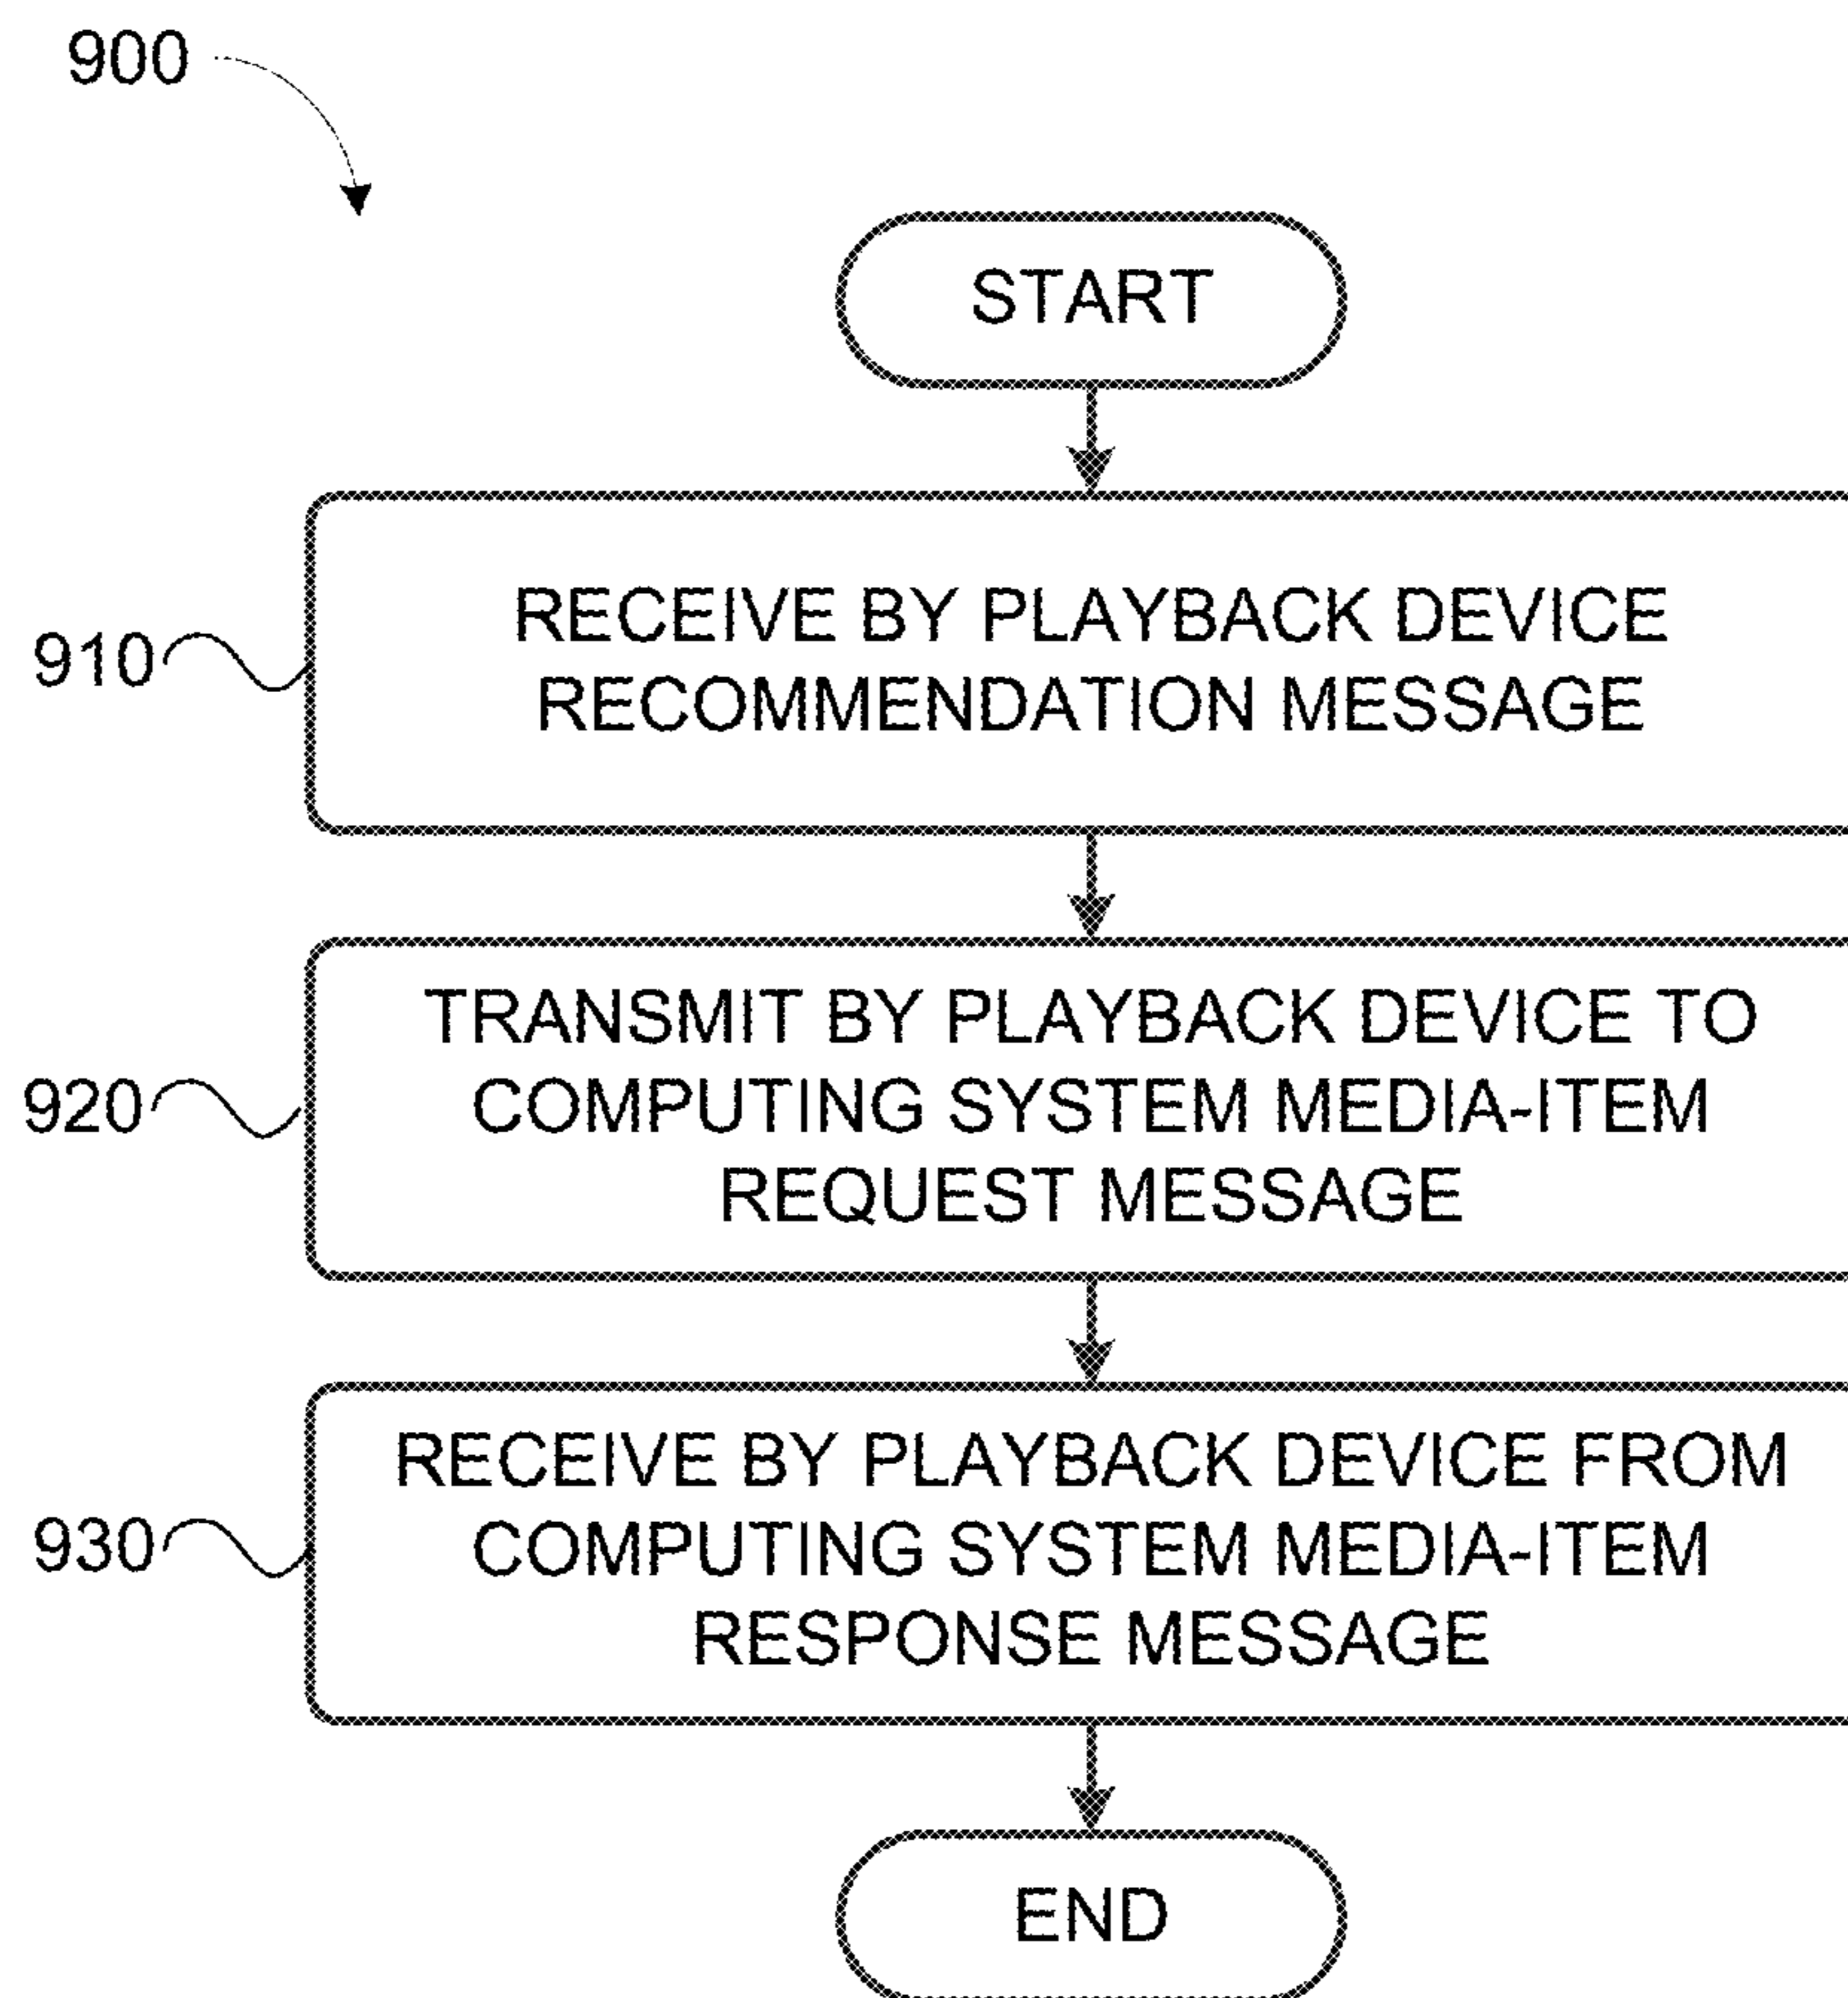 900
START
910
RECEIVE BY PLAYBACK DEVICE
RECOMMENDATION MESSAGE
920
TRANSMIT BY PLAYBACK DEVICE TO
COMPUTING SYSTEM MEDIA-ITEM
REQUEST MESSAGE
930
RECEIVE BY PLAYBACK DEVICE FROM
COMPUTING SYSTEM MEDIA-ITEM
RESPONSE MESSAGE
END